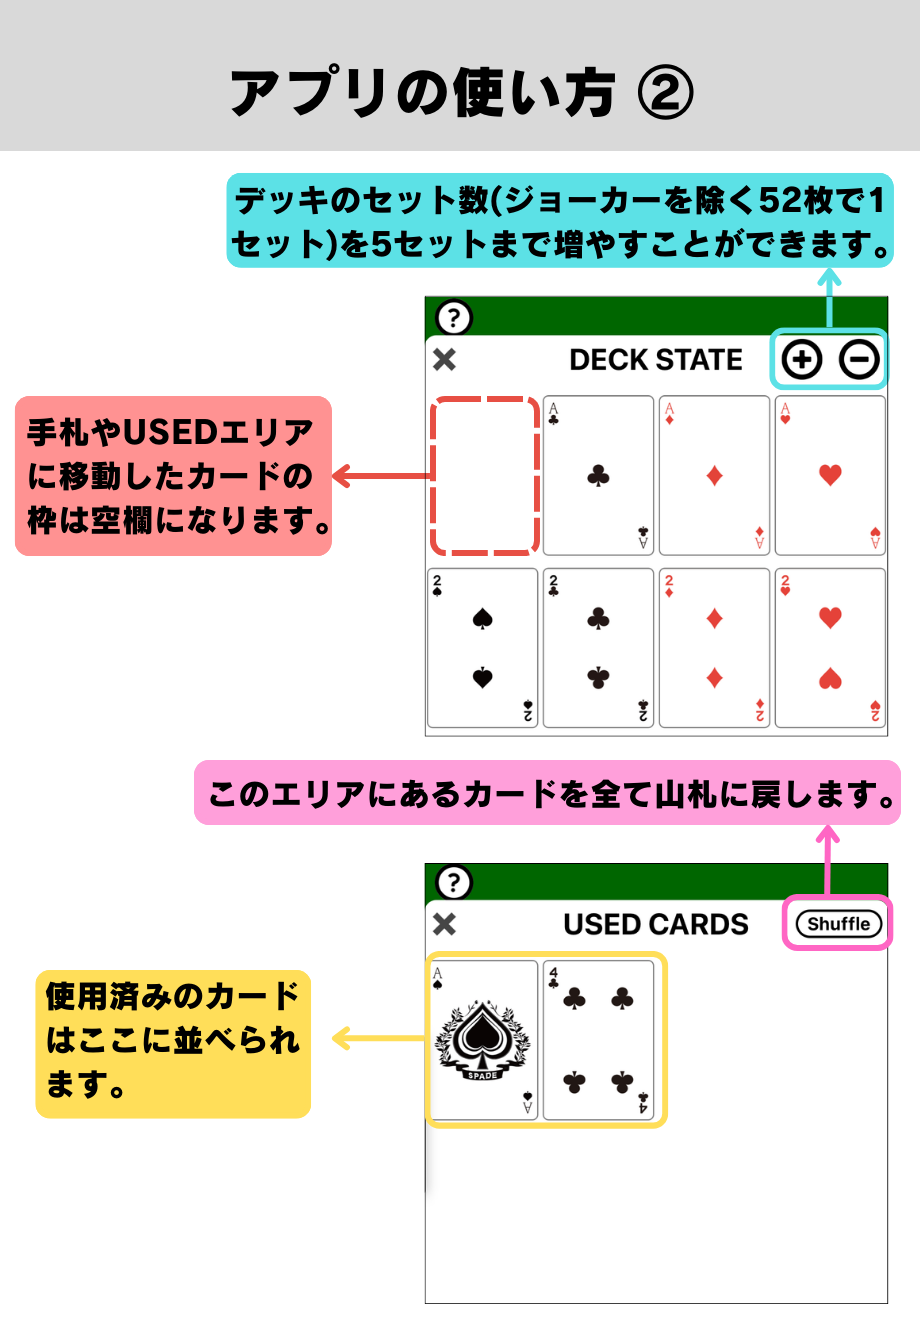 アプリの使い方 ②
デッキのセット数(ジョーカーを除く52枚で1
セット)を5セットまで増やすことができます。
?
DECK STATE
手札やUSEDエリア
に移動したカードの
枠は空欄になります。
A
A
A
A
A
A
2
2
2
2
2
2
2
2
このエリアにあるカードを全て山札に戻します。
?
USED CARDS
Shuffle
使用済みのカード
はここに並べられ
ます。
A
SPADE
A
4
4